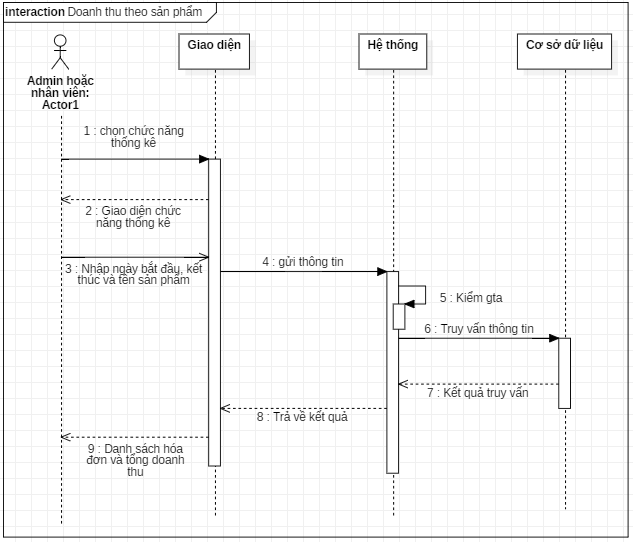 interaction Doanh thu theo sản phẩm
Giao diện
Hệ thống
Cơ sở dữ liệu
Admin hoặc
nhân viên:
Actor1
1 : chọn chức năng
thống kê
2 : Giao diện chức
năng thống kê
3 : Nhập ngày bắt đầu, kết
thúc và tên sản phẩm
4 : gửi thông tin
5 : Kiểm gta
6 : Truy vấn thông tin
7 : Kết quả truy vấn
8 : Trả về kết quả
9 : Danh sách hóa
đơn và tổng doanh
thu